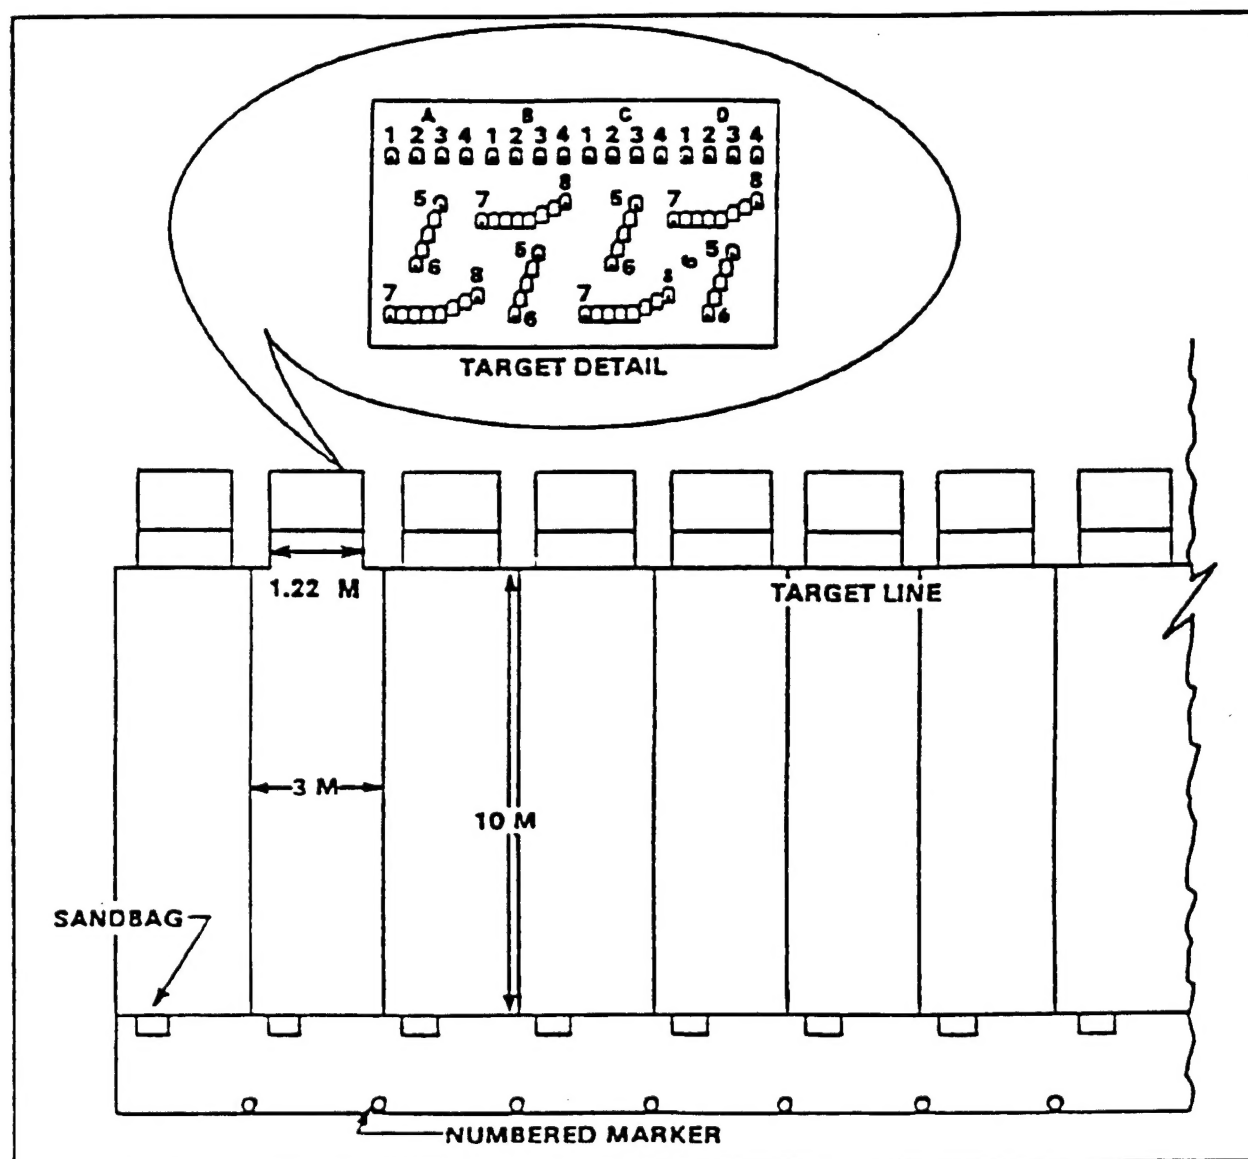 A B C D
1 2 3 4 1 2 3 4 1 2 3 4 1 2 3 4
5 7 8 5 7 8
6 5 6 6 5
7 8 6 7 8 6
TARGET DETAIL
1.22 M
TARGET LINE
3 M
10 M
SANDBAG
NUMBERED MARKER